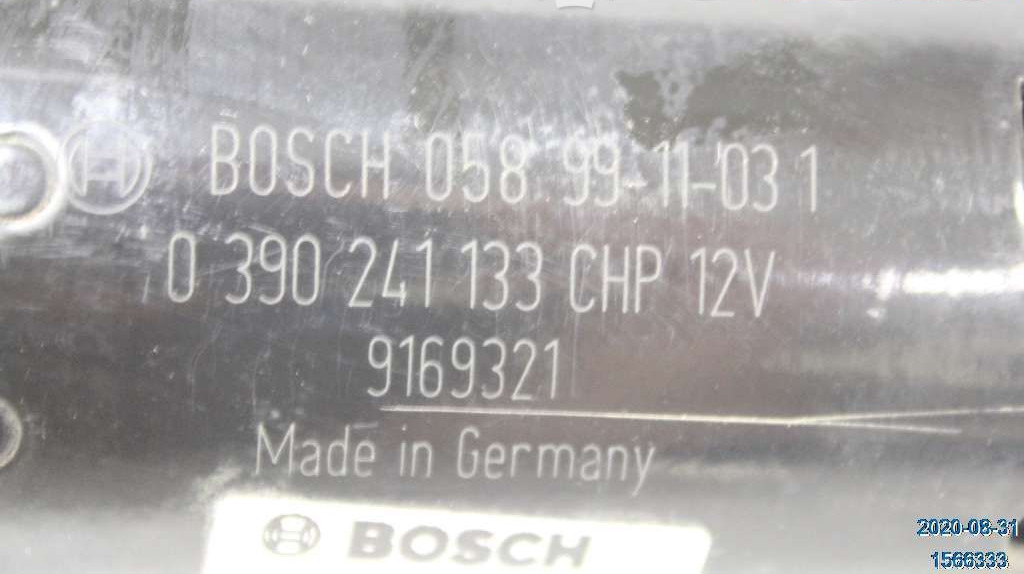 BOSCH 058 99-11-03 1
0 390 241 133 CHP 12V
9169321
Made in Germany
BOSCH
2020-08-31
1566333